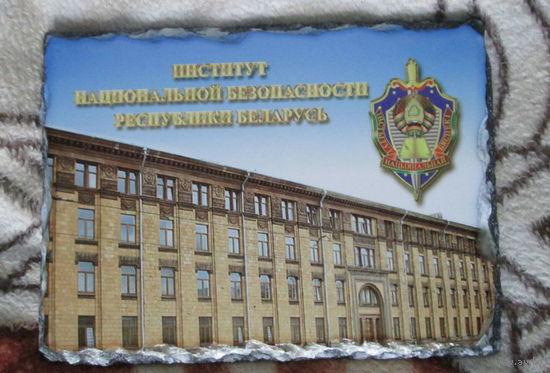 ИНСТИТУТ
НАЦИОНАЛЬНОЙ БЕЗОПАСНОСТИ
РЕСПУБЛИКИ БЕЛАРУСЬ